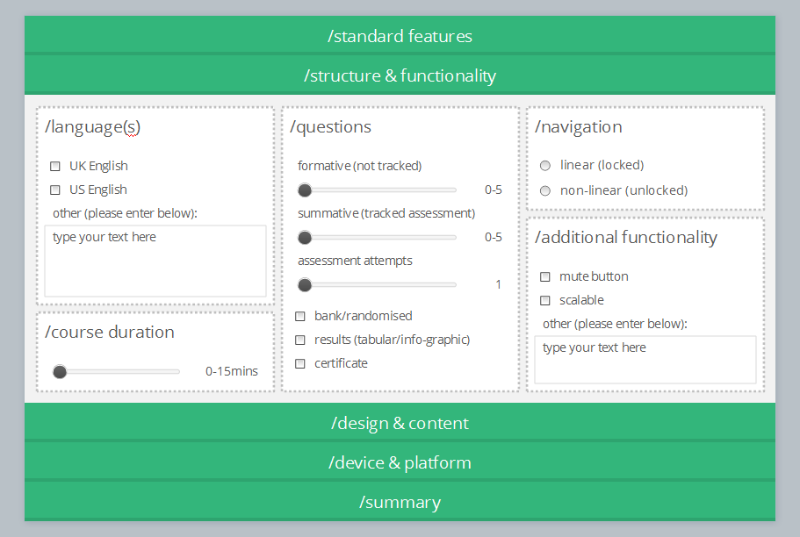 /standard features
/structure & functionality
/language(s)
UK English
US English
other (please enter below):
type your text here
/course duration
0-15mins
/questions
formative (not tracked)
0-5
summative (tracked assessment)
0-5
assessment attempts
1
bank/randomised
results (tabular/info-graphic)
certificate
/navigation
linear (locked)
non-linear (unlocked)
/additional functionality
mute button
scalable
other (please enter below):
type your text here
/design & content
/device & platform
/summary